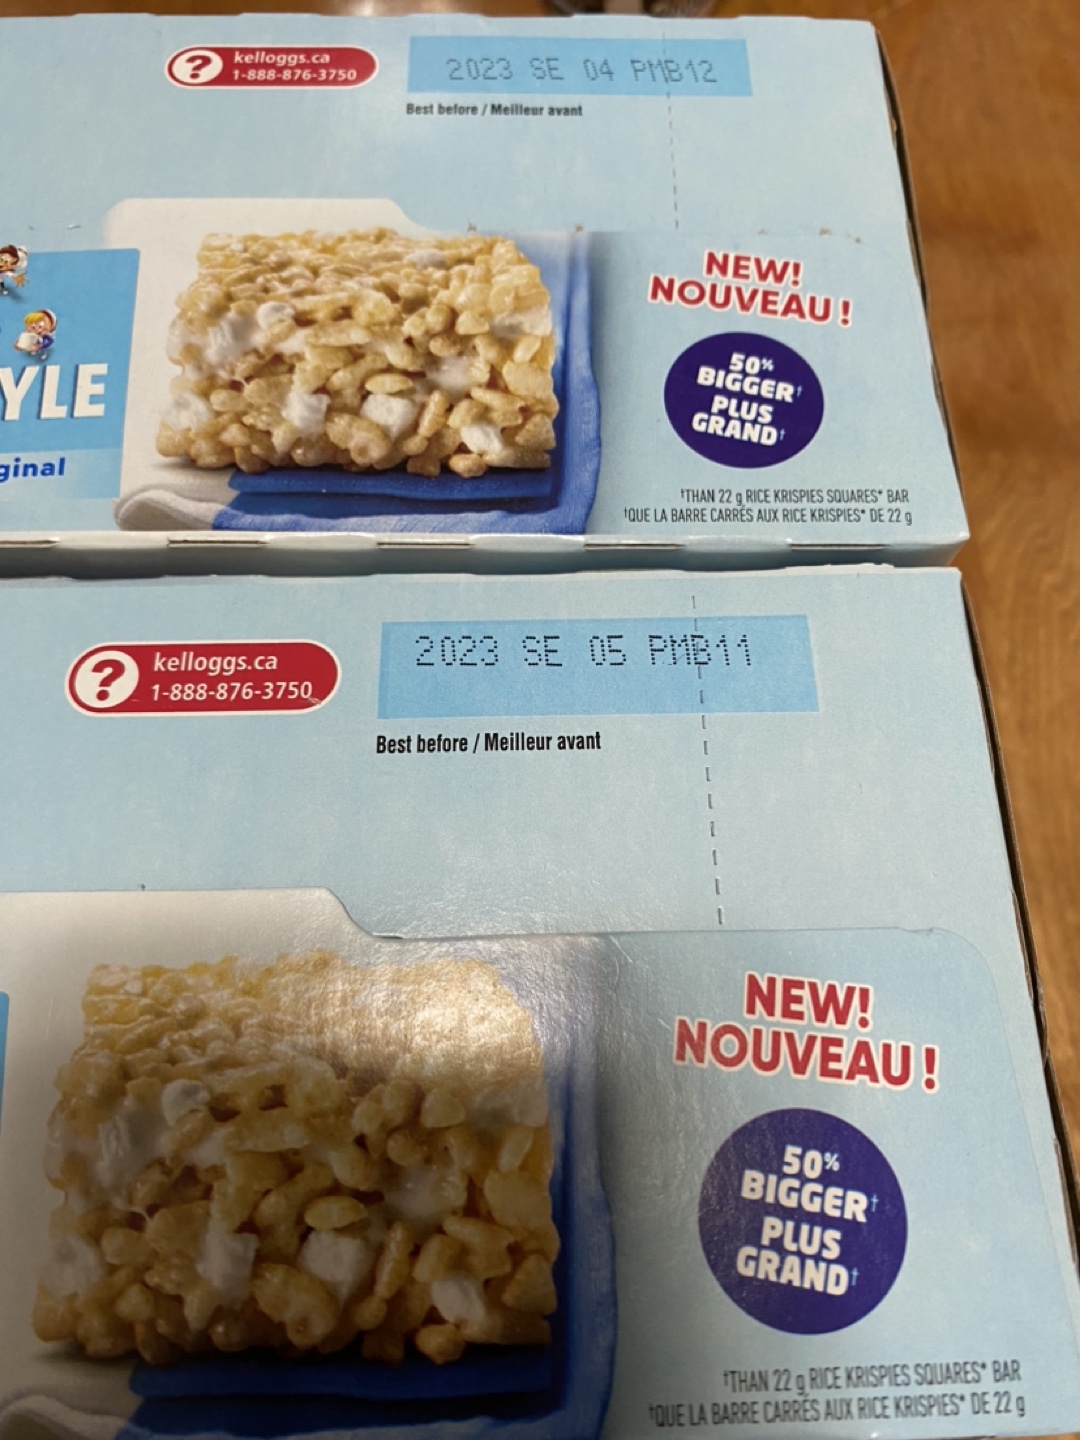 kelloggs.ca
1-888-876-3750
2023 SE 04 PMB12
Best before / Meilleur avant
NEW!
NOUVEAU !
50%
BIGGER†
PLUS
GRAND†
YLE
ginal
†THAN 22 g RICE KRISPIES SQUARES* BAR
†QUE LA BARRE CARRÉS AUX RICE KRISPIES* DE 22 g
kelloggs.ca
1-888-876-3750
2023 SE 05 PMB11
Best before / Meilleur avant
NEW!
NOUVEAU !
50%
BIGGER†
PLUS
GRAND†
†THAN 22 g RICE KRISPIES SQUARES* BAR
†QUE LA BARRE CARRÉS AUX RICE KRISPIES* DE 22 g